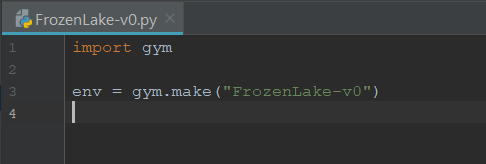 FrozenLake-v0.py ×
1 import gym
2
3 env = gym.make("FrozenLake-v0")
4